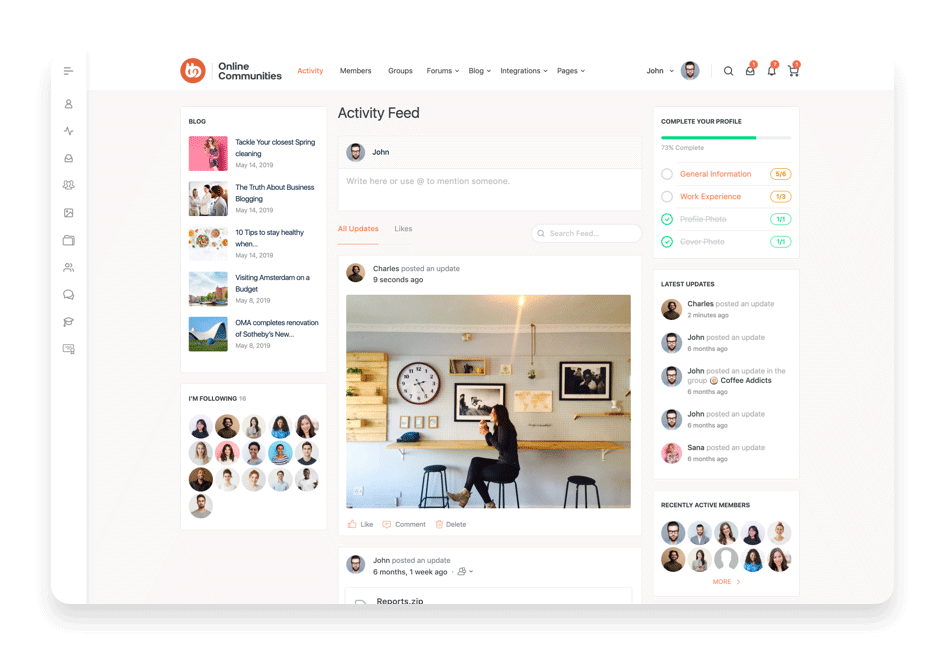 Online
Communities
Activity
Members
Groups
Forums
Blog
Integrations
Pages
John
BLOG
Tackle Your closest Spring
cleaning
May 14, 2019
The Truth About Business
Blogging
May 14, 2019
10 Tips to stay healthy
when...
May 14, 2019
Visiting Amsterdam on a
Budget
May 8, 2019
OMA completes renovation
of Sotheby's New...
May 8, 2019
I'M FOLLOWING 16
Activity Feed
John
Write here or use @ to mention someone.
All Updates
Likes
Search Feed...
Charles posted an update
9 seconds ago
Like
Comment
Delete
John posted an update
6 months, 1 week ago
Reports.zip
COMPLETE YOUR PROFILE
73% Complete
General Information
5/6
Work Experience
1/3
Profile Photo
1/1
Cover Photo
1/1
LATEST UPDATES
Charles posted an update
2 minutes ago
John posted an update
6 months ago
John posted an update in the
group Coffee Addicts
6 months ago
John posted an update
6 months ago
Sana posted an update
6 months ago
RECENTLY ACTIVE MEMBERS
MORE